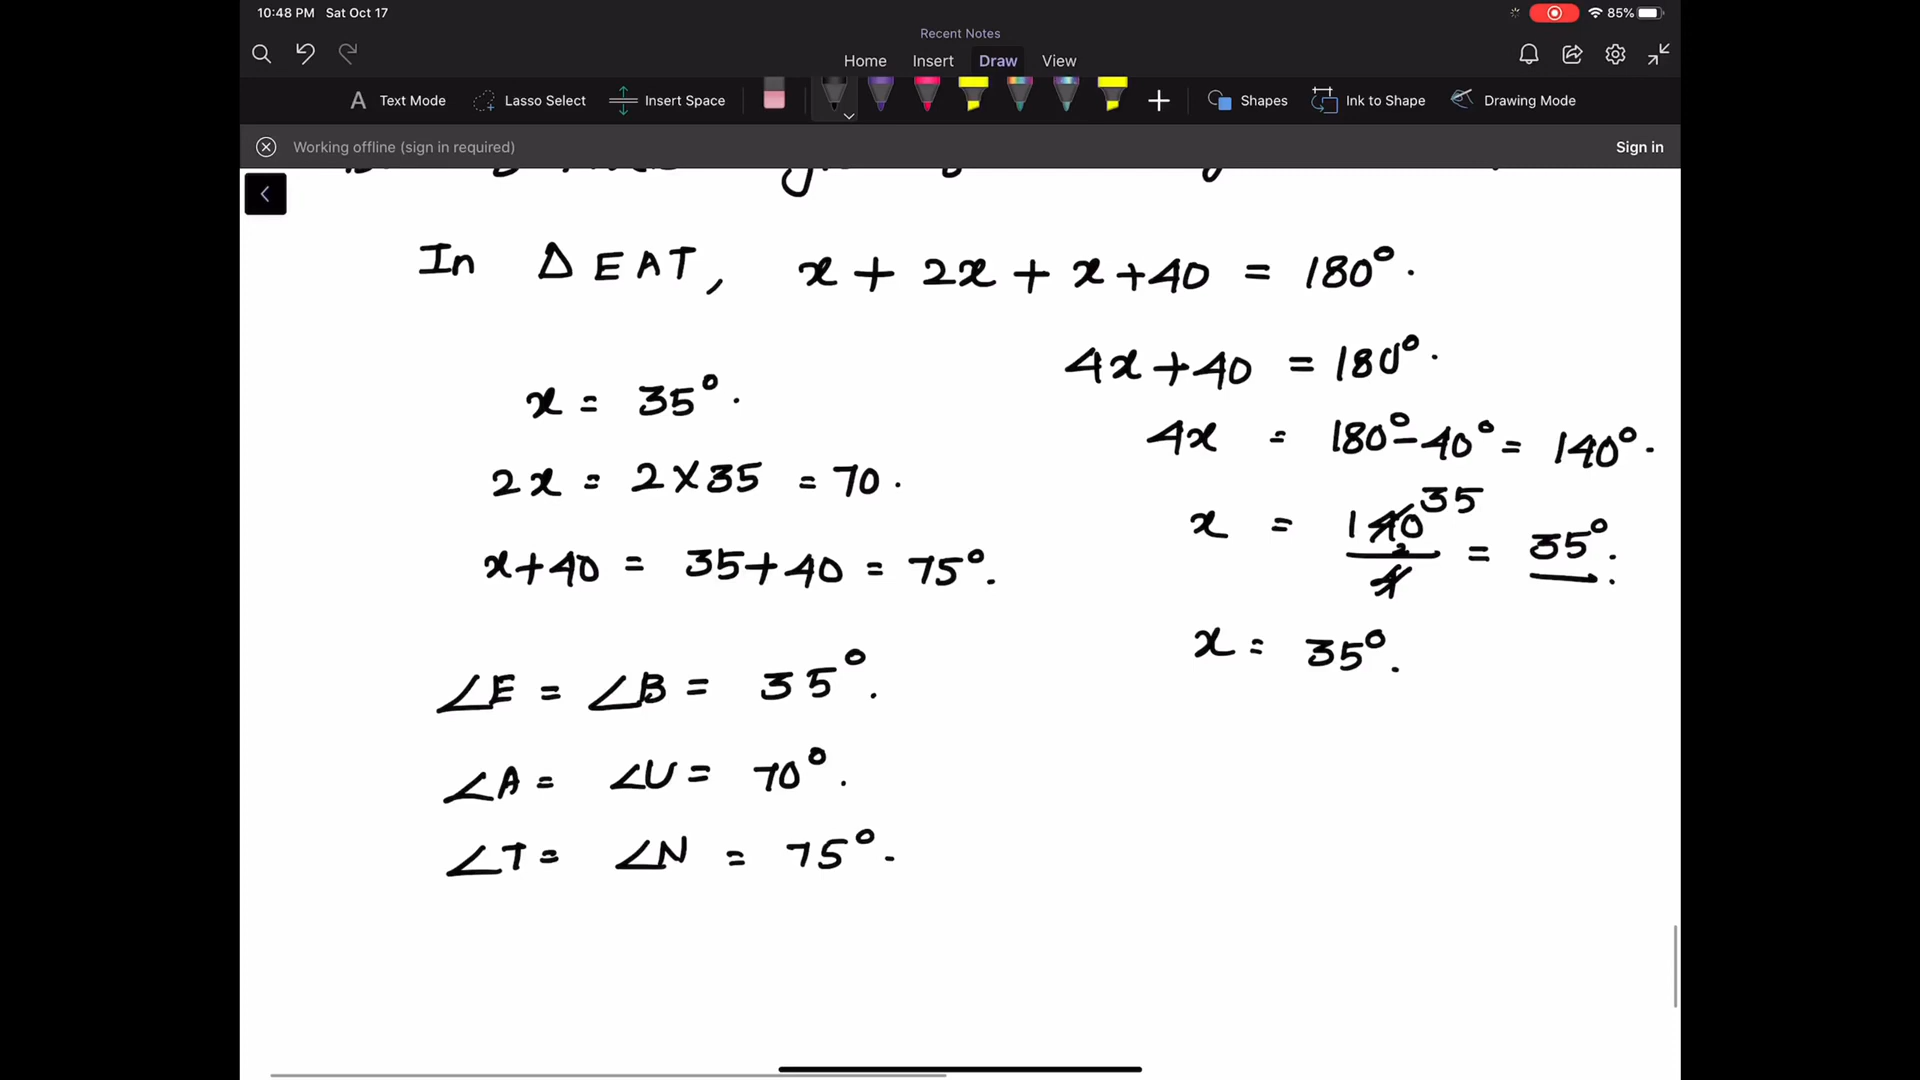 10:48 PM Sat Oct 17
85%
Recent Notes
Home Insert Draw View
A Text Mode Lasso Select Insert Space Shapes Ink to Shape Drawing Mode
Working offline (sign in required) Sign in
In Δ EAT, x + 2x + x+40 = 180°.
4x+40 = 180°.
x = 35°.
4x = 180°-40° = 140°.
2x = 2×35 = 70.
x = 140/4 35 2 = 35°.
x+40 = 35+40 = 75°.
x = 35°.
∠E = ∠B = 35°.
∠A = ∠U = 70°.
∠T = ∠N = 75°.